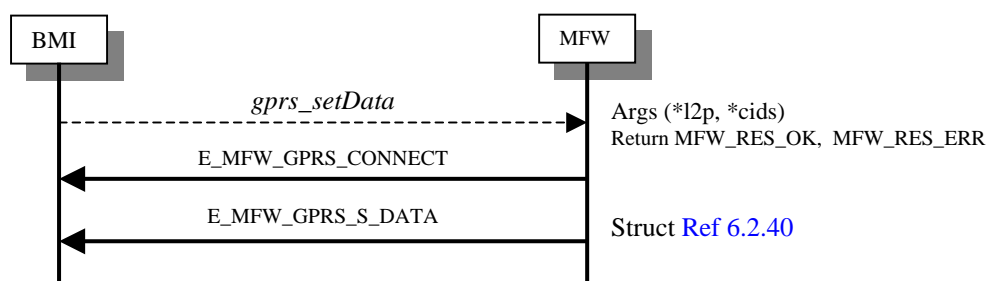 BMI
MFW
gprs_setData
Args (*l2p, *cids)
Return MFW_RES_OK, MFW_RES_ERR
E_MFW_GPRS_CONNECT
E_MFW_GPRS_S_DATA
Struct Ref 6.2.40